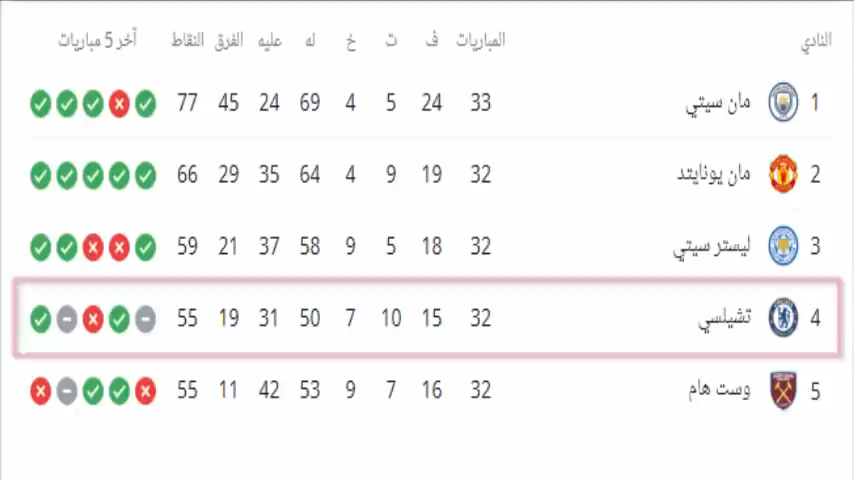 النادي المباريات ف ت خ له عليه الفرق النقاط آخر 5 مباريات
1 مان سيتي 33 24 5 4 69 24 45 77
2 مان يونايتد 32 19 9 4 64 35 29 66
3 ليستر سيتي 32 18 5 9 58 37 21 59
4 تشيلسي 32 15 10 7 50 31 19 55
5 وست هام 32 16 7 9 53 42 11 55